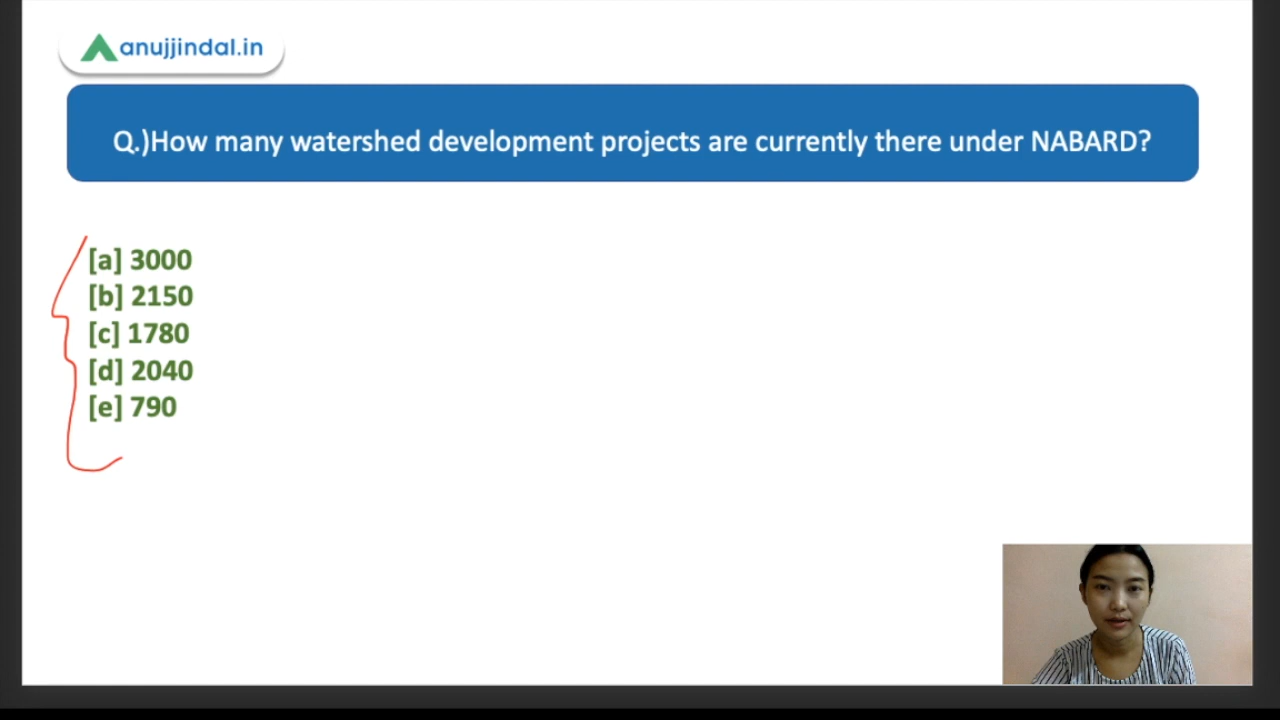 anujjindal.in
Q.)How many watershed development projects are currently there under NABARD?
[a] 3000
[b] 2150
[c] 1780
[d] 2040
[e] 790